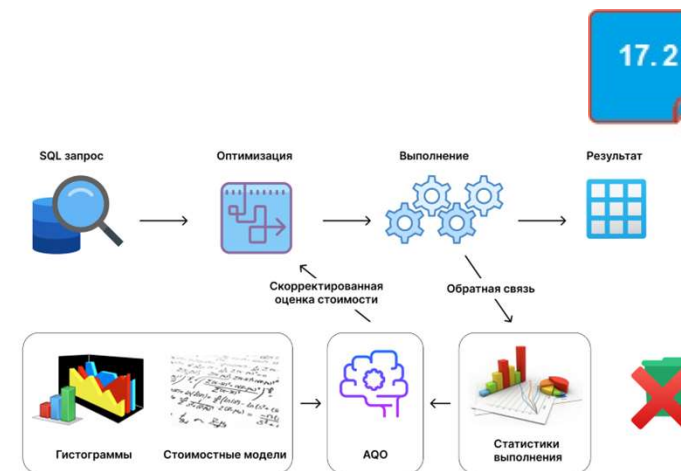 17.2
SQL запрос
Оптимизация
Выполнение
Результат
Скорректированная
оценка стоимости
Обратная связь
Гистограммы
Стоимостные модели
AQO
Статистики
выполнения